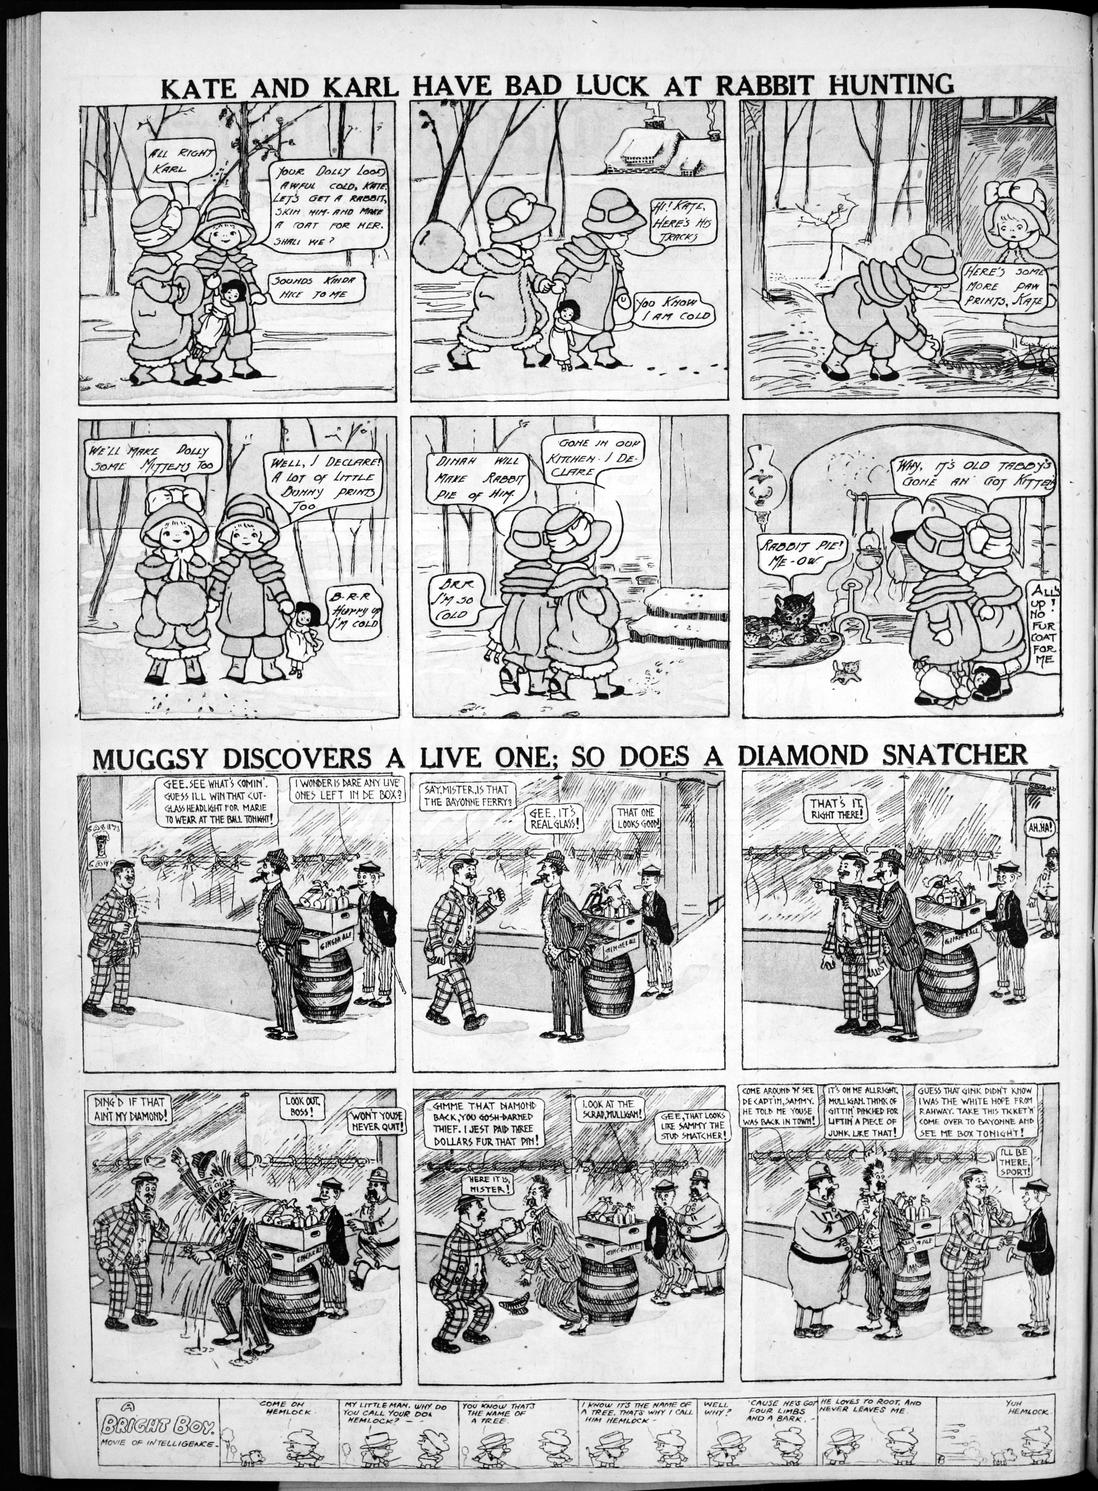 KATE AND KARL HAVE BAD LUCK AT RABBIT HUNTING
ALL RIGHT
KARL
YOUR DOLLY LOOKS
AWFUL COLD, KATE.
LET'S GET A RABBIT,
SKIN HIM AND MAKE
A COAT FOR HER.
SHALL WE?
SOUNDS KINDA
NICE TO ME
HI! KATE,
HERE'S HIS
TRACKS
YOU KNOW
I AM COLD
HERE'S SOME
MORE PAW
PRINTS, KATE
WE'LL MAKE DOLLY
SOME MITTENS TOO
WELL, I DECLARE!
A LOT OF LITTLE
BUNNY PRINTS
TOO
B-R-R
HURRY UP
I'M COLD
DINAH WILL
MAKE RABBIT
PIE OF HIM.
GONE IN OUR
KITCHEN. I DE-
CLARE
BRR
I'M SO
COLD
RABBIT PIE!
ME-OW
WHY, IT'S OLD TABBY'S
GONE AN' GOT KITTENS
ALL'S
UP!
NO
FUR
COAT
FOR
ME
MUGGSY DISCOVERS A LIVE ONE; SO DOES A DIAMOND SNATCHER
GEE. SEE WHAT'S COMIN'.
GUESS ILL WIN THAT CUT-
GLASS HEADLIGHT FOR MARIE
TO WEAR AT THE BALL TONIGHT!
I WONDER IS DARE ANY LIVE
ONES LEFT IN DE BOX?
GINGER ALE
SAY, MISTER, IS THAT
THE BAYONNE FERRY?
GEE, IT'S
REAL GLASS!
THAT ONE
LOOKS GOOD!
GINGER ALE
THAT'S IT,
RIGHT THERE!
AH, HA!
GINGER ALE
DING'D IF THAT
AINT MY DIAMOND!
LOOK OUT,
BOSS!
WON'T YOUSE
NEVER QUIT!
GINGER ALE
GIMME THAT DIAMOND
BACK, YOU GOSH-DARNED
THIEF. I JEST PAID THREE
DOLLARS FUR THAT PIN!
HERE IT IS,
MISTER!
LOOK AT THE
SCRAP, MULLIGAN!
GEE, THAT LOOKS
LIKE SAMMY THE
STUD SNATCHER!
GINGER ALE
COME AROUND 'N' SEE
DE CAPT'IN, SAMMY.
HE TOLD ME YOUSE
WAS BACK IN TOWN!
IT'S ON ME ALLRIGHT,
MULLIGAN. THINK OF
GITTIN' PINCHED FOR
LIFTIN' A PIECE OF
JUNK LIKE THAT!
GUESS THAT GINK DIDN'T KNOW
I WAS THE WHITE HOPE FROM
RAHWAY. TAKE THIS TICKET 'N'
COME OVER TO BAYONNE AND
SEE ME BOX TONIGHT!
I'LL BE
THERE,
SPORT!
A
BRIGHT BOY.
MOVIE OF INTELLIGENCE.
COME ON
HEMLOCK.
MY LITTLE MAN, WHY DO
YOU CALL YOUR DOG
HEMLOCK?
YOU KNOW THAT'S
THE NAME OF
A TREE.
I KNOW IT'S THE NAME OF
A TREE. THAT'S WHY I CALL
HIM HEMLOCK-
WELL
WHY?
'CAUSE HE'S GOT
FOUR LIMBS
AND A BARK. -
HE LOVES TO ROOT, AND
NEVER LEAVES ME.
YUH
HEMLOCK.